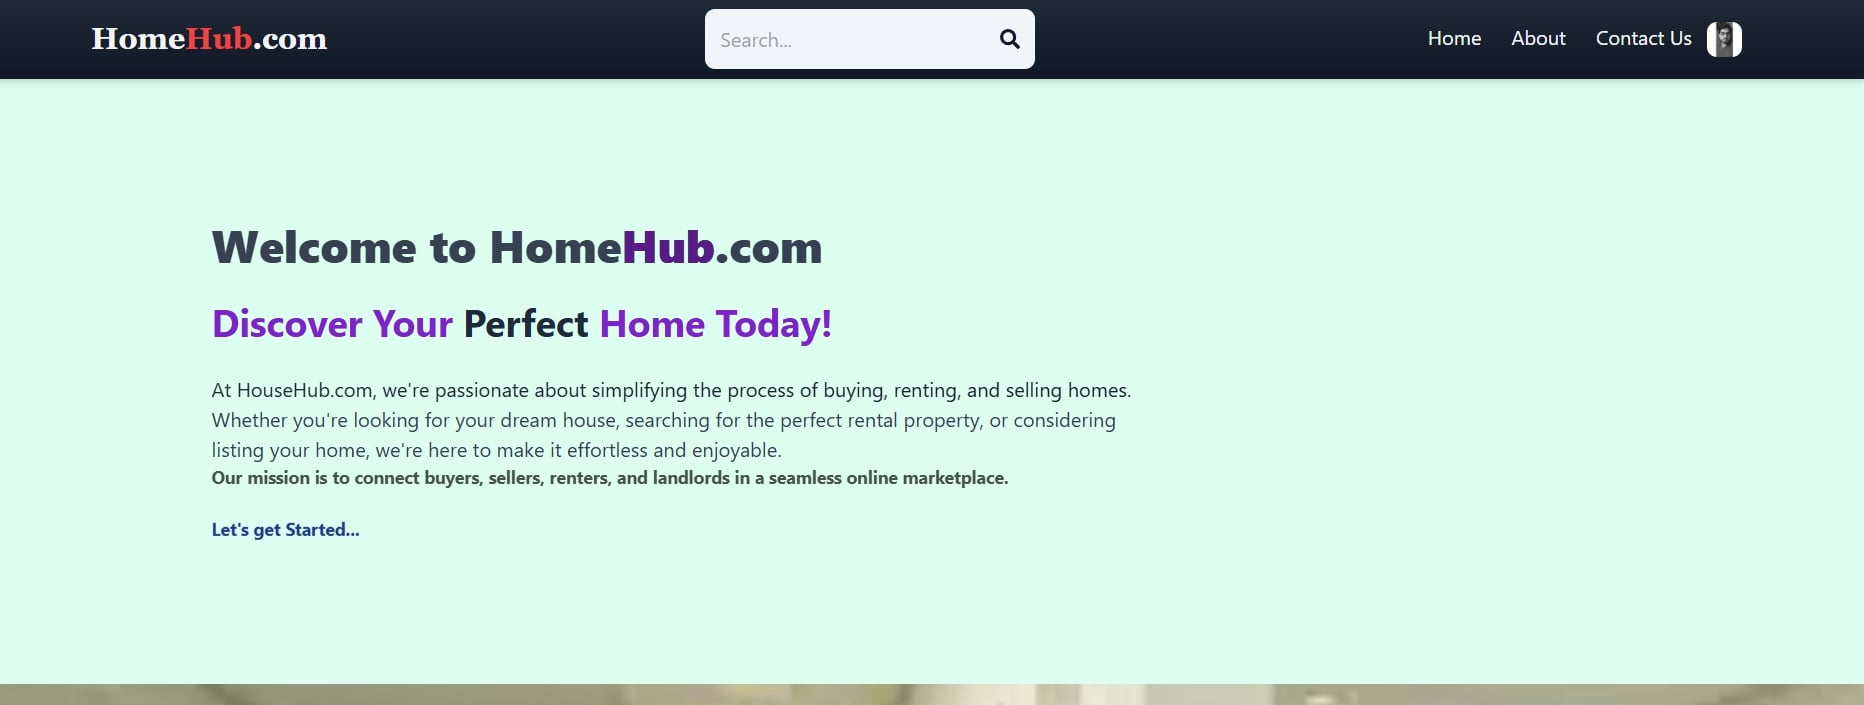 HomeHub.com
Search...
Home
About
Contact Us
Welcome to HomeHub.com
Discover Your Perfect Home Today!
At HouseHub.com, we're passionate about simplifying the process of buying, renting, and selling homes.
Whether you're looking for your dream house, searching for the perfect rental property, or considering
listing your home, we're here to make it effortless and enjoyable.
Our mission is to connect buyers, sellers, renters, and landlords in a seamless online marketplace.
Let's get Started...